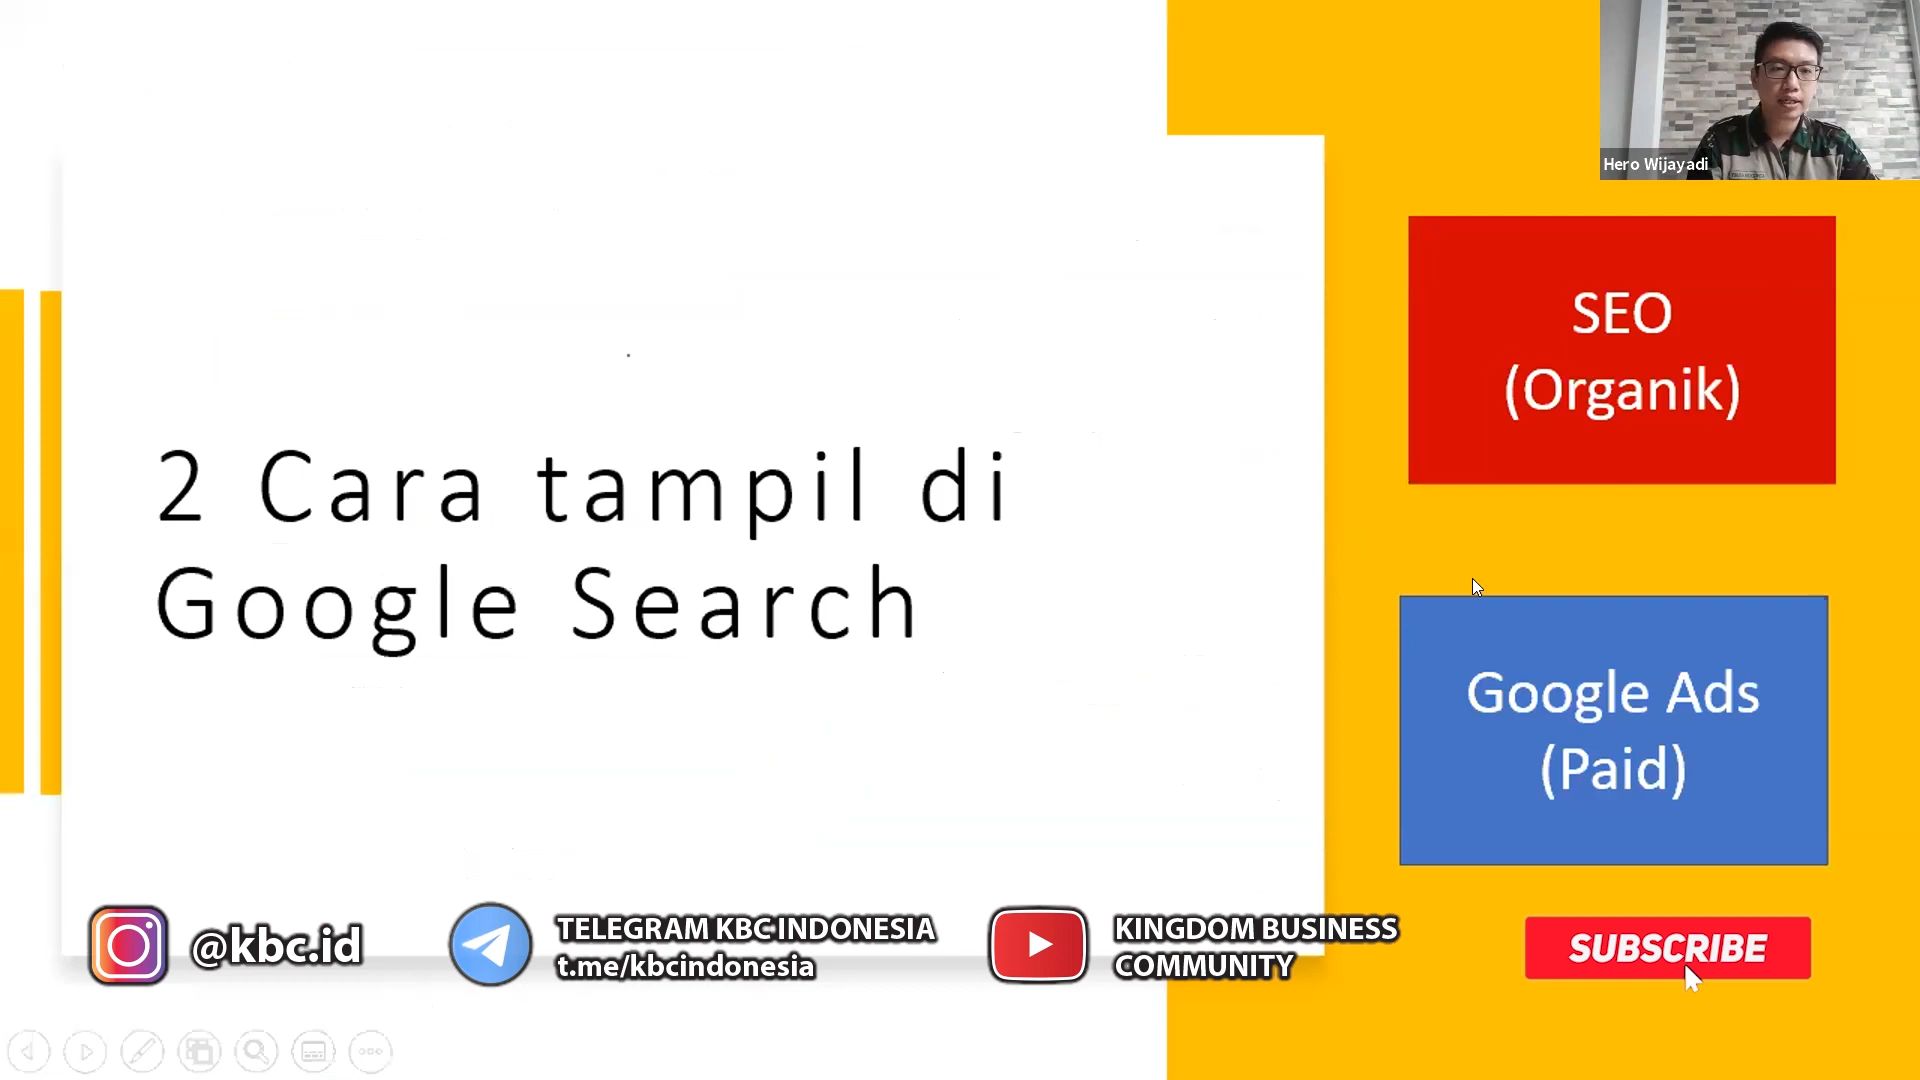 Hero Wijayadi
SEO
(Organik)
2 Cara tampil di
Google Search
Google Ads
(Paid)
@kbc.id
TELEGRAM KBC INDONESIA
t.me/kbcindonesia
KINGDOM BUSINESS
COMMUNITY
SUBSCRIBE